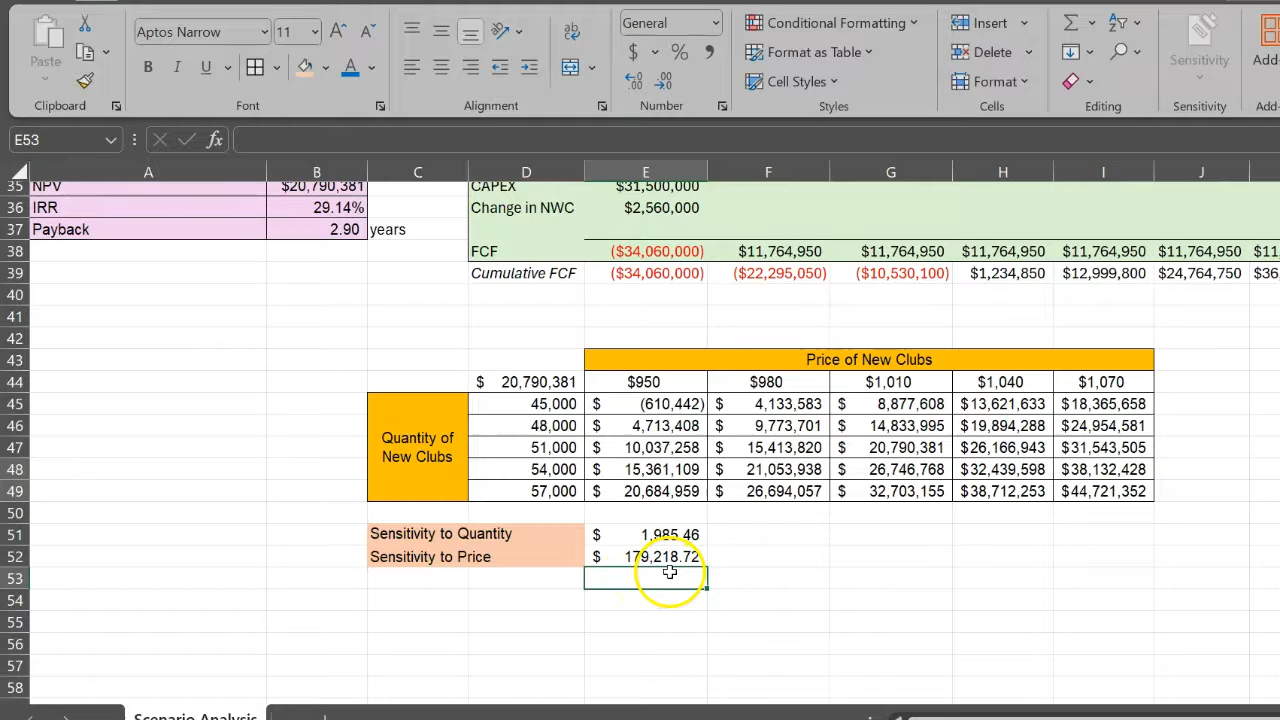 Paste
Clipboard
Aptos Narrow 11 A A
B I U A
Font
Alignment
General
$ % 9
Number
Conditional Formatting
Format as Table
Cell Styles
Styles
Insert
Delete
Format
Cells
Editing
Sensitivity
Sensitivity
Add-
Add-
E53 fx
A B C D E F G H I J
35 NPV $20,790,381 CAPEX $31,500,000
36 IRR 29.14% Change in NWC $2,560,000
37 Payback 2.90 years
38 FCF ($34,060,000) $11,764,950 $11,764,950 $11,764,950 $11,764,950 $11,764,950 $11,
39 Cumulative FCF ($34,060,000) ($22,295,050) ($10,530,100) $1,234,850 $12,999,800 $24,764,750 $36,
40
41
42
43 Price of New Clubs
44 $ 20,790,381 $950 $980 $1,010 $1,040 $1,070
45 45,000 $ (610,442) $ 4,133,583 $ 8,877,608 $13,621,633 $18,365,658
46 48,000 $ 4,713,408 $ 9,773,701 $ 14,833,995 $19,894,288 $24,954,581
Quantity of
New Clubs
47 51,000 $ 10,037,258 $ 15,413,820 $ 20,790,381 $26,166,943 $31,543,505
48 54,000 $ 15,361,109 $ 21,053,938 $ 26,746,768 $32,439,598 $38,132,428
49 57,000 $ 20,684,959 $ 26,694,057 $ 32,703,155 $38,712,253 $44,721,352
50
51 Sensitivity to Quantity $ 1,985.46
52 Sensitivity to Price $ 179,218.72
53
54
55
56
57
58
Scenario Analysis